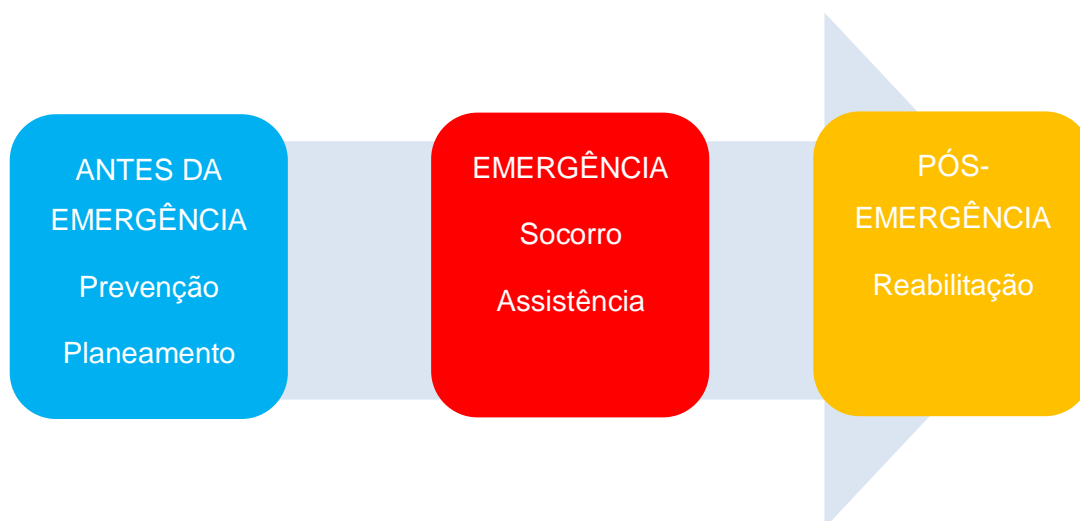 ANTES DA
EMERGÊNCIA
Prevenção
Planeamento
EMERGÊNCIA
Socorro
Assistência
PÓS-
EMERGÊNCIA
Reabilitação